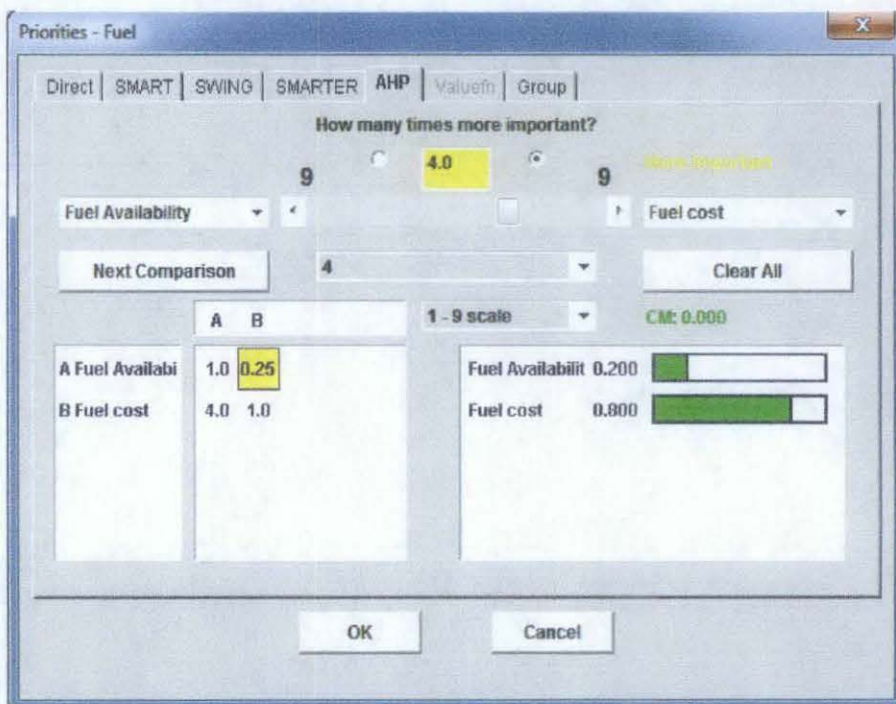 Priorities - Fuel
X
Direct SMART SWING SMARTER AHP Valuefn Group
How many times more important?
9 4.0 9 More important
Fuel Availability Fuel cost
Next Comparison 4 Clear All
A B 1 - 9 scale CM: 0.000
A Fuel Availabi 1.0 0.25 Fuel Availabilit 0.200
B Fuel cost 4.0 1.0 Fuel cost 0.800
OK Cancel